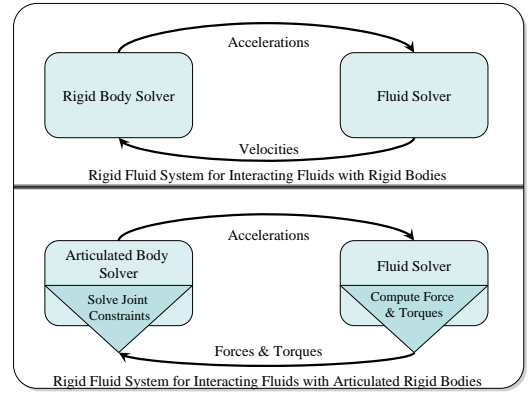 Accelerations
Rigid Body Solver
Fluid Solver
Velocities
Rigid Fluid System for Interacting Fluids with Rigid Bodies
Accelerations
Articulated Body
Solver
Solve Joint
Constraints
Fluid Solver
Compute Force
& Torques
Forces & Torques
Rigid Fluid System for Interacting Fluids with Articulated Rigid Bodies